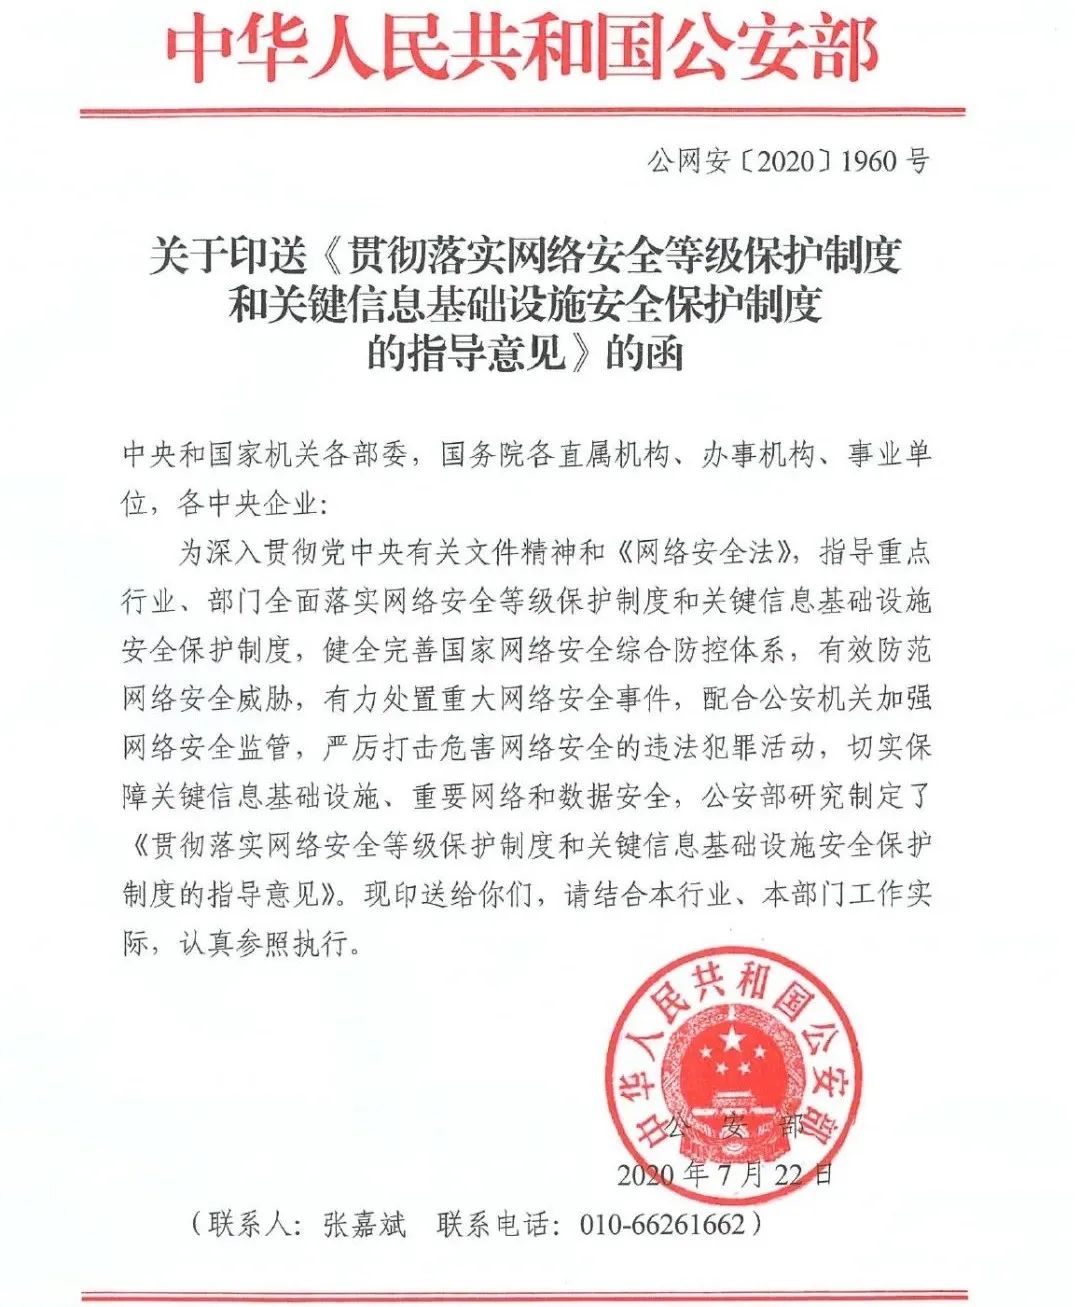 中华人民共和国公安部
公网安〔2020〕1960号
关于印送《贯彻落实网络安全等级保护制度
和关键信息基础设施安全保护制度
的指导意见》的函
中央和国家机关各部委，国务院各直属机构、办事机构、事业单
位，各中央企业：
为深入贯彻党中央有关文件精神和《网络安全法》，指导重点
行业、部门全面落实网络安全等级保护制度和关键信息基础设施
安全保护制度，健全完善国家网络安全综合防控体系，有效防范
网络安全威胁，有力处置重大网络安全事件，配合公安机关加强
网络安全监管，严厉打击危害网络安全的违法犯罪活动，切实保
障关键信息基础设施、重要网络和数据安全，公安部研究制定了
《贯彻落实网络安全等级保护制度和关键信息基础设施安全保护
制度的指导意见》。现印送给你们，请结合本行业、本部门工作实
际，认真参照执行。
中华人民共和国公安部
公安部
2020年7月22日
（联系人：张嘉斌 联系电话：010-66261662）